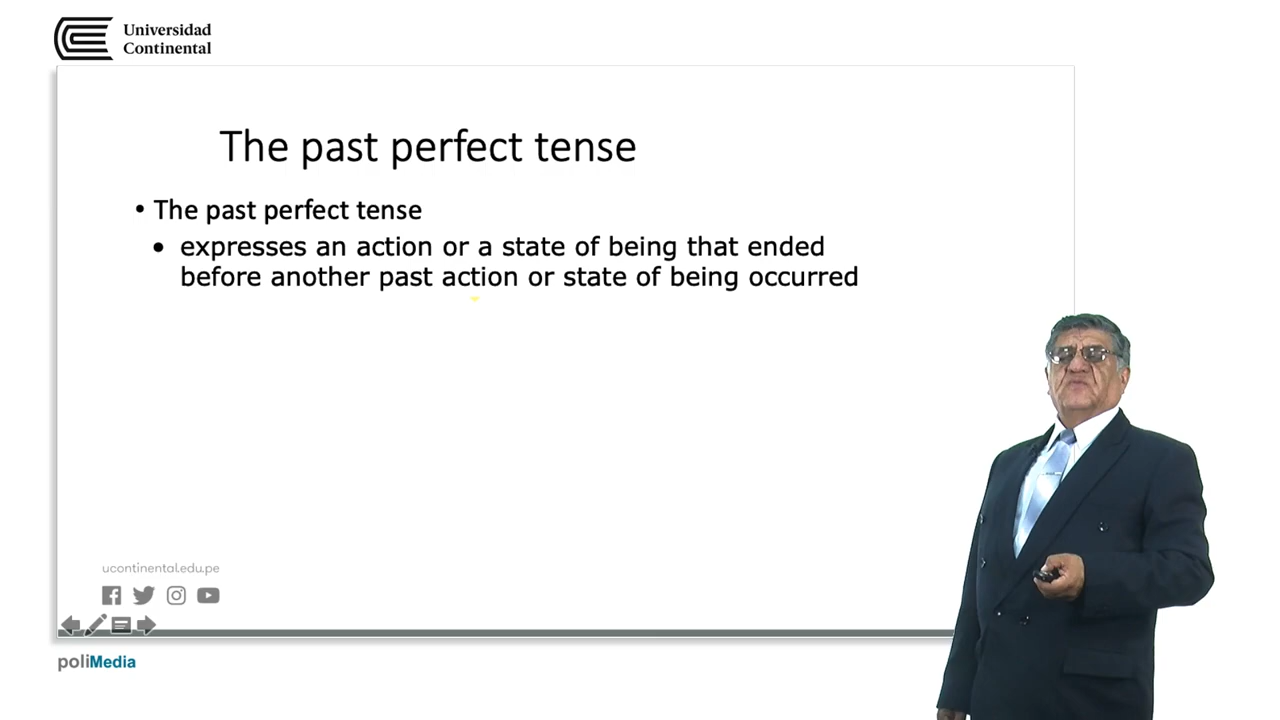 Universidad
Continental
The past perfect tense
• The past perfect tense
• expresses an action or a state of being that ended
before another past action or state of being occurred
ucontinental.edu.pe
poliMedia